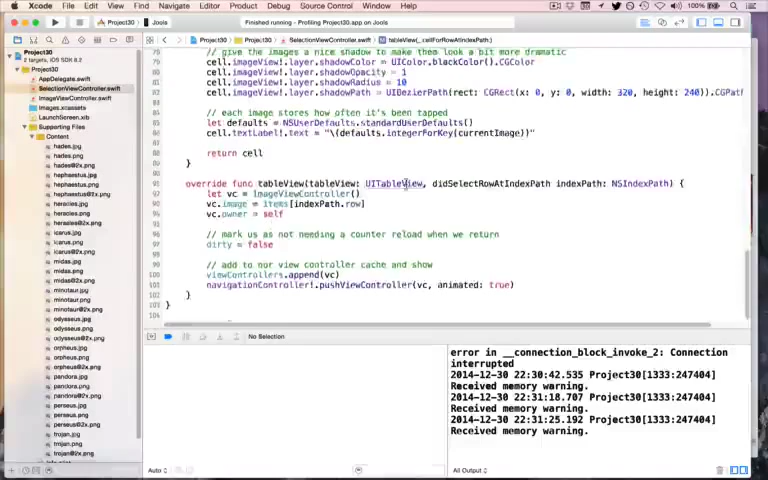 Xcode File Edit View Find Navigate Editor Product Debug Source Control Window Help 100%
Project30 Tools Finished running - Profiling Project30.app on Tools
Project30 Project30 SelectionViewController.swift tableView(_:cellForRowAtIndexPath:)
Project30
2 targets, iOS SDK 8.2
Project30
AppDelegate.swift
SelectionViewController.swift
ImageViewController.swift
Images.xcassets
LaunchScreen.xib
Supporting Files
Content
hades.jpg
hades.png
hades@2x.png
hephaestus.jpg
hephaestus.png
hephaestus@2x.png
heracles.jpg
heracles.png
heracles@2x.png
icarus.jpg
icarus.png
icarus@2x.png
midas.jpg
midas.png
midas@2x.png
minotaur.jpg
minotaur.png
minotaur@2x.png
odysseus.jpg
odysseus.png
odysseus@2x.png
orpheus.jpg
orpheus.png
orpheus@2x.png
pandora.jpg
pandora.png
pandora@2x.png
perseus.jpg
perseus.png
perseus@2x.png
trojan.jpg
trojan.png
trojan@2x.png
// give the images a nice shadow to make them look a bit more dramatic
cell.imageView!.layer.shadowColor = UIColor.blackColor().CGColor
cell.imageView!.layer.shadowOpacity = 1
cell.imageView!.layer.shadowRadius = 10
cell.imageView!.layer.shadowPath = UIBezierPath(rect: CGRect(x: 0, y: 0, width: 320, height: 240)).CGPath
// each image stores how often it's been tapped
let defaults = NSUserDefaults.standardUserDefaults()
cell.textLabel!.text = "\(defaults.integerForKey(currentImage))"
return cell
}
override func tableView(tableView: UITableView, didSelectRowAtIndexPath indexPath: NSIndexPath) {
let vc = ImageViewController()
vc.image = items[indexPath.row]
vc.owner = self
// mark us as not needing a counter reload when we return
dirty = false
// add to our view controller cache and show
viewControllers.append(vc)
navigationController!.pushViewController(vc, animated: true)
}
}
No Selection
error in __connection_block_invoke_2: Connection
interrupted
2014-12-30 22:30:42.535 Project30[1333:247404]
Received memory warning.
2014-12-30 22:31:18.707 Project30[1333:247404]
Received memory warning.
2014-12-30 22:31:25.192 Project30[1333:247404]
Received memory warning.
Auto
All Output